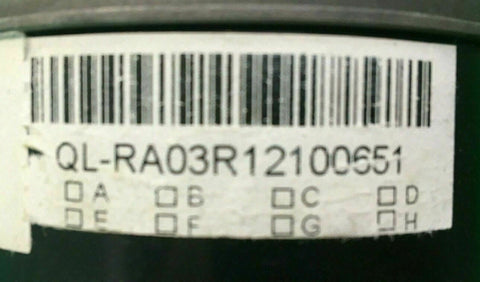 QL-RA03R12100651
□ A □ B □ C □ D
□ E □ F □ G □ H